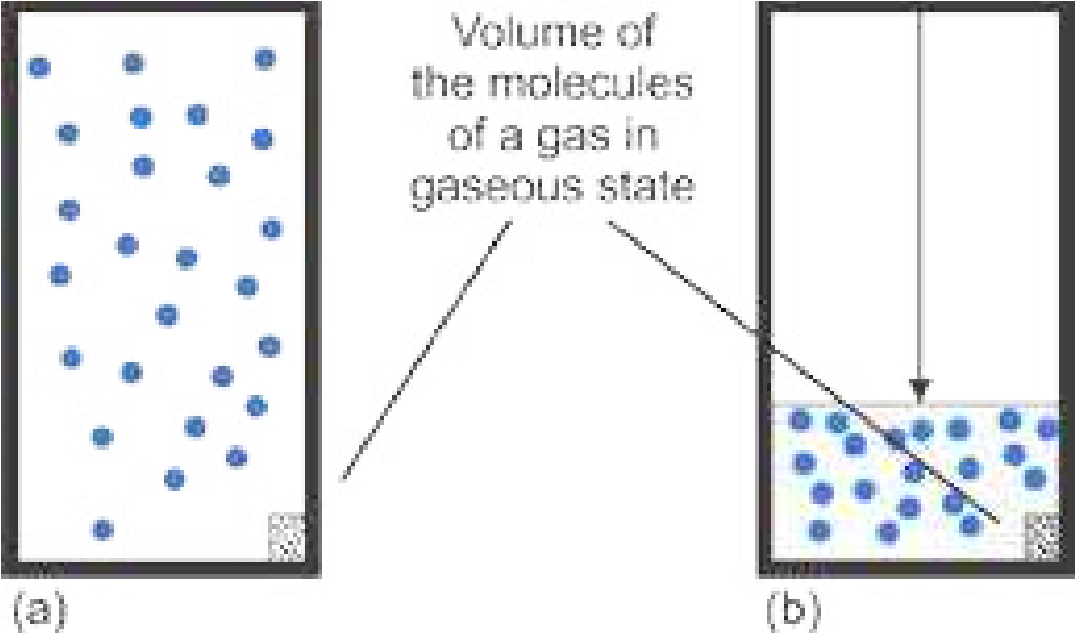 Volume of
the molecules
of a gas in
gaseous state
(a)
(b)